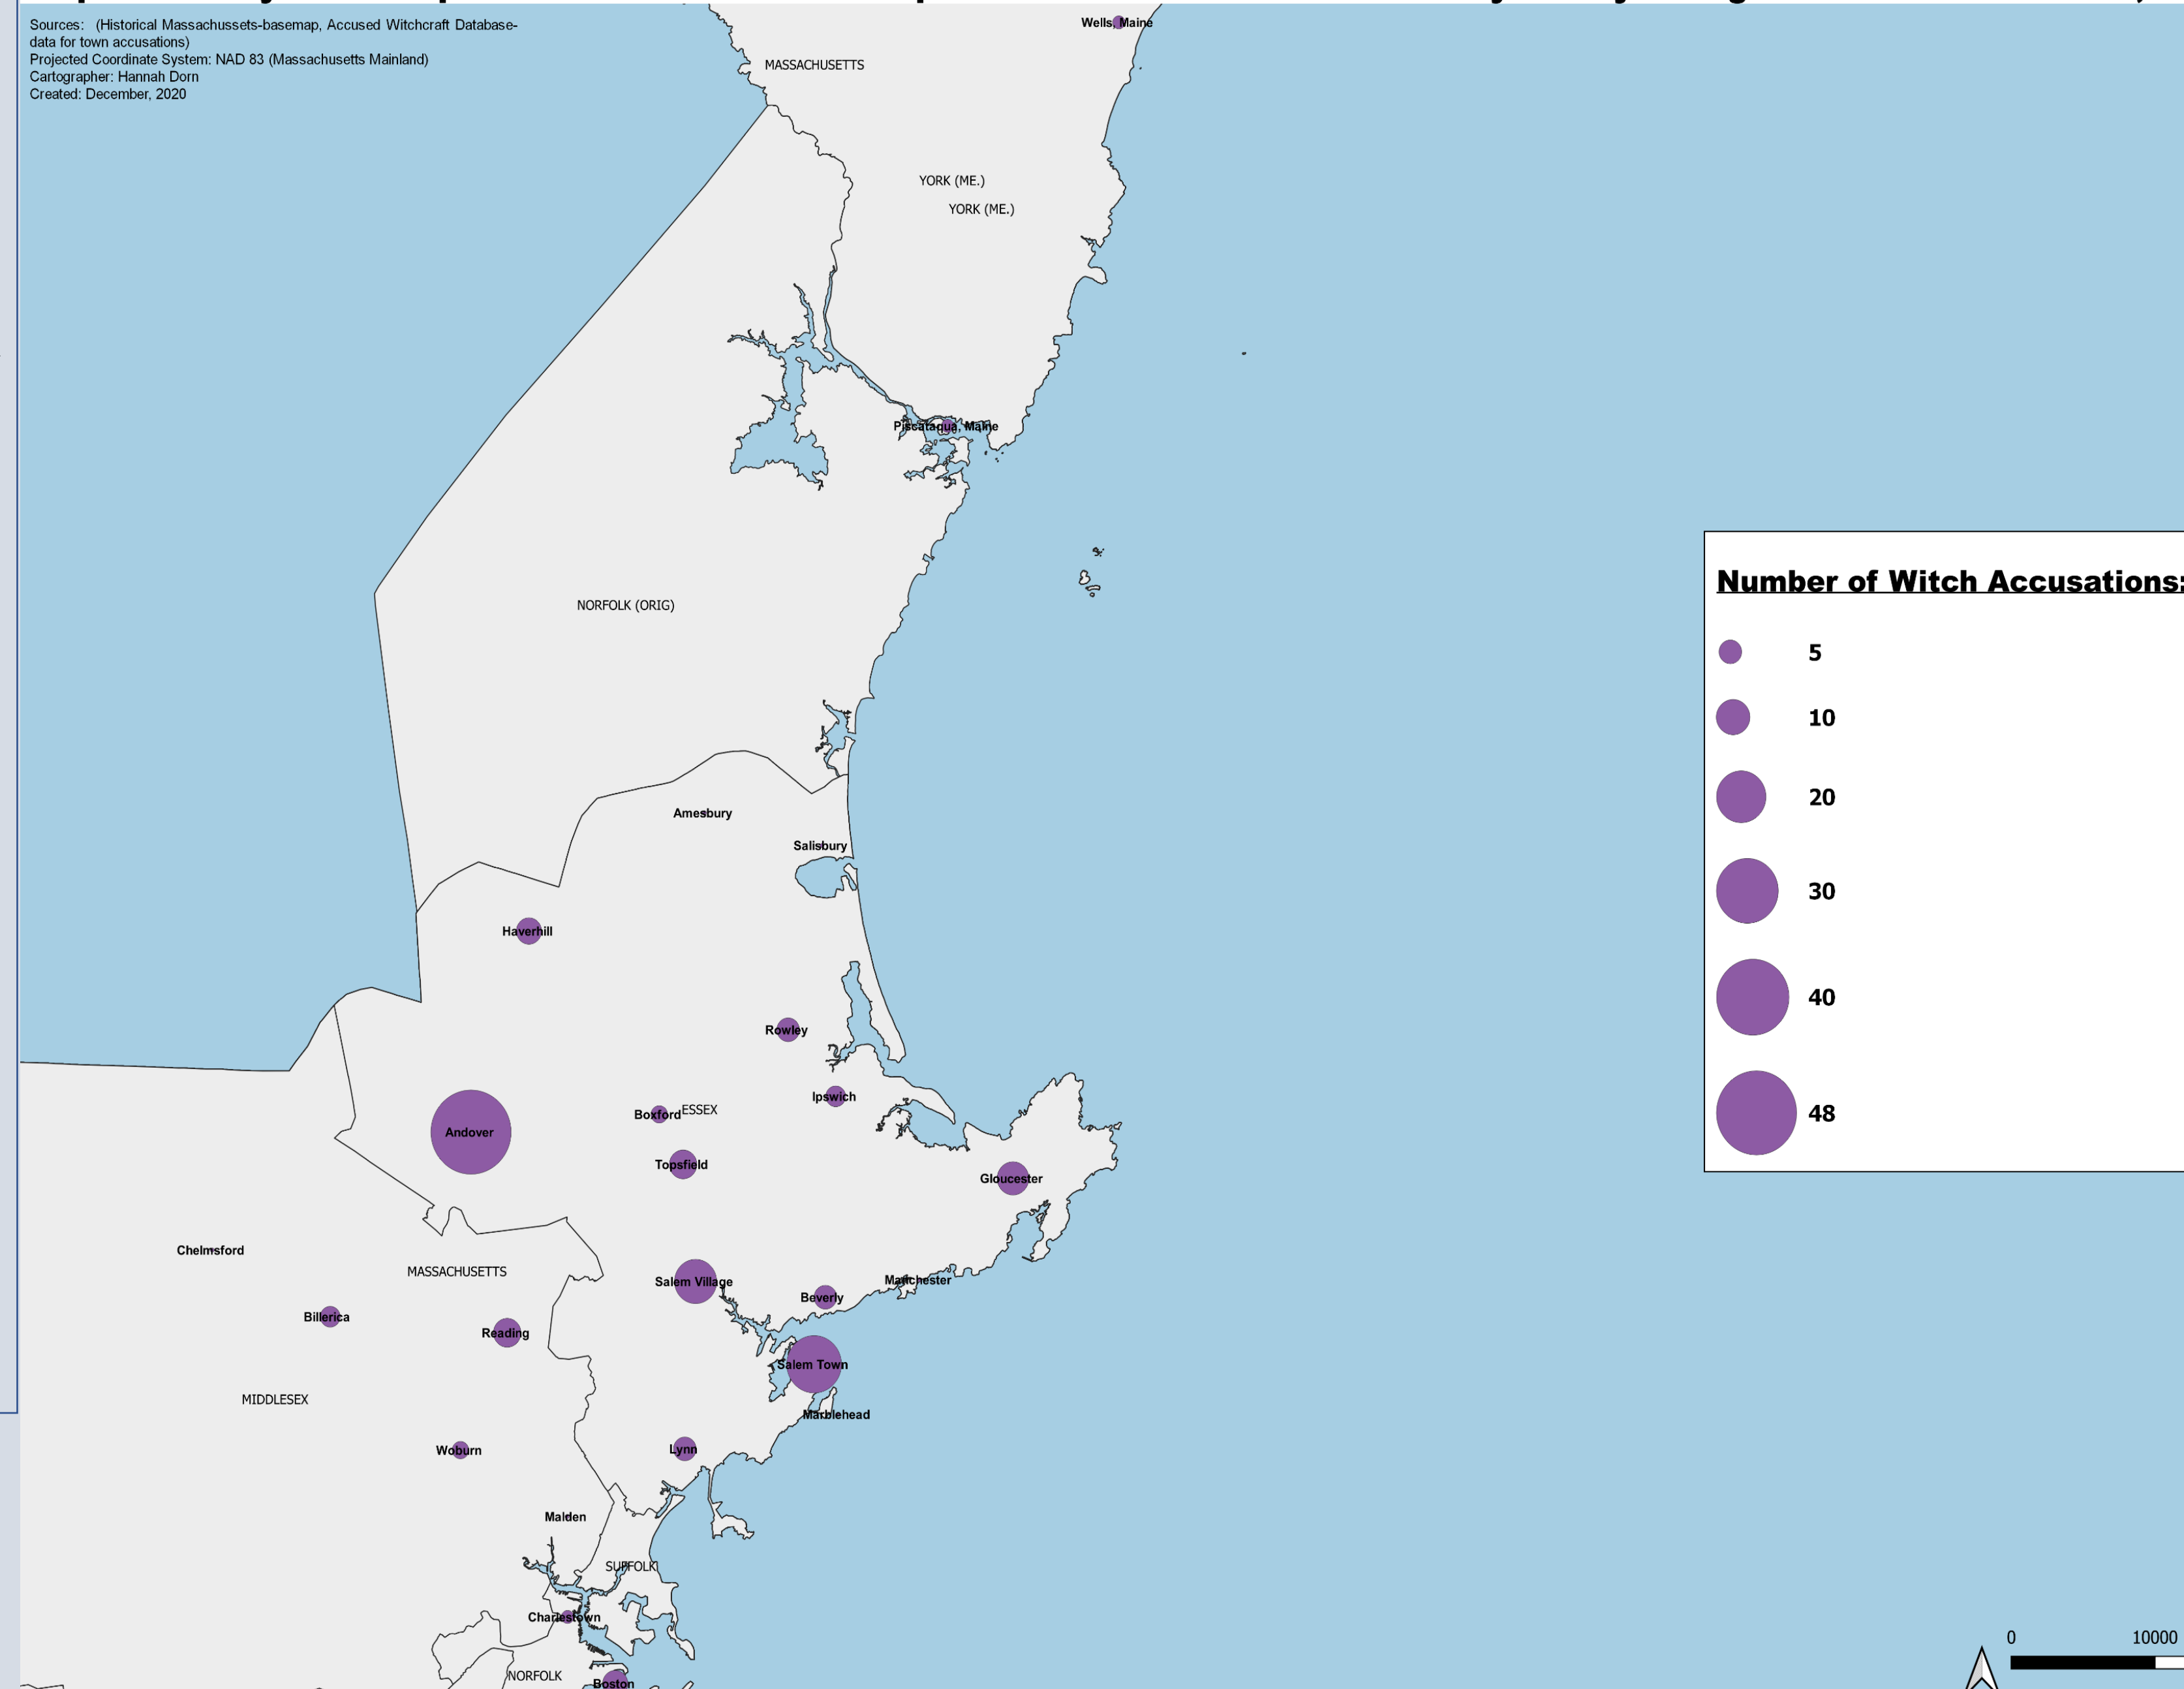 Sources: (Historical Massachussets-basemap, Accused Witchcraft Database-
data for town accusations)
Projected Coordinate System: NAD 83 (Massachusetts Mainland)
Cartographer: Hannah Dorn
Created: December, 2020
Wells, Maine
MASSACHUSETTS
YORK (ME.)
YORK (ME.)
Piscataqua, Maine
Number of Witch Accusations:
5
10
20
30
40
48
NORFOLK (ORIG)
Amesbury
Salisbury
Haverhill
Rowley
Ipswich
Boxford
ESSEX
Andover
Topsfield
Gloucester
Chelmsford
MASSACHUSETTS
Salem Village
Manchester
Beverly
Billerica
Reading
Salem Town
MIDDLESEX
Marblehead
Woburn
Lynn
Malden
SUFFOLK
Charlestown
NORFOLK
Boston
0
10000